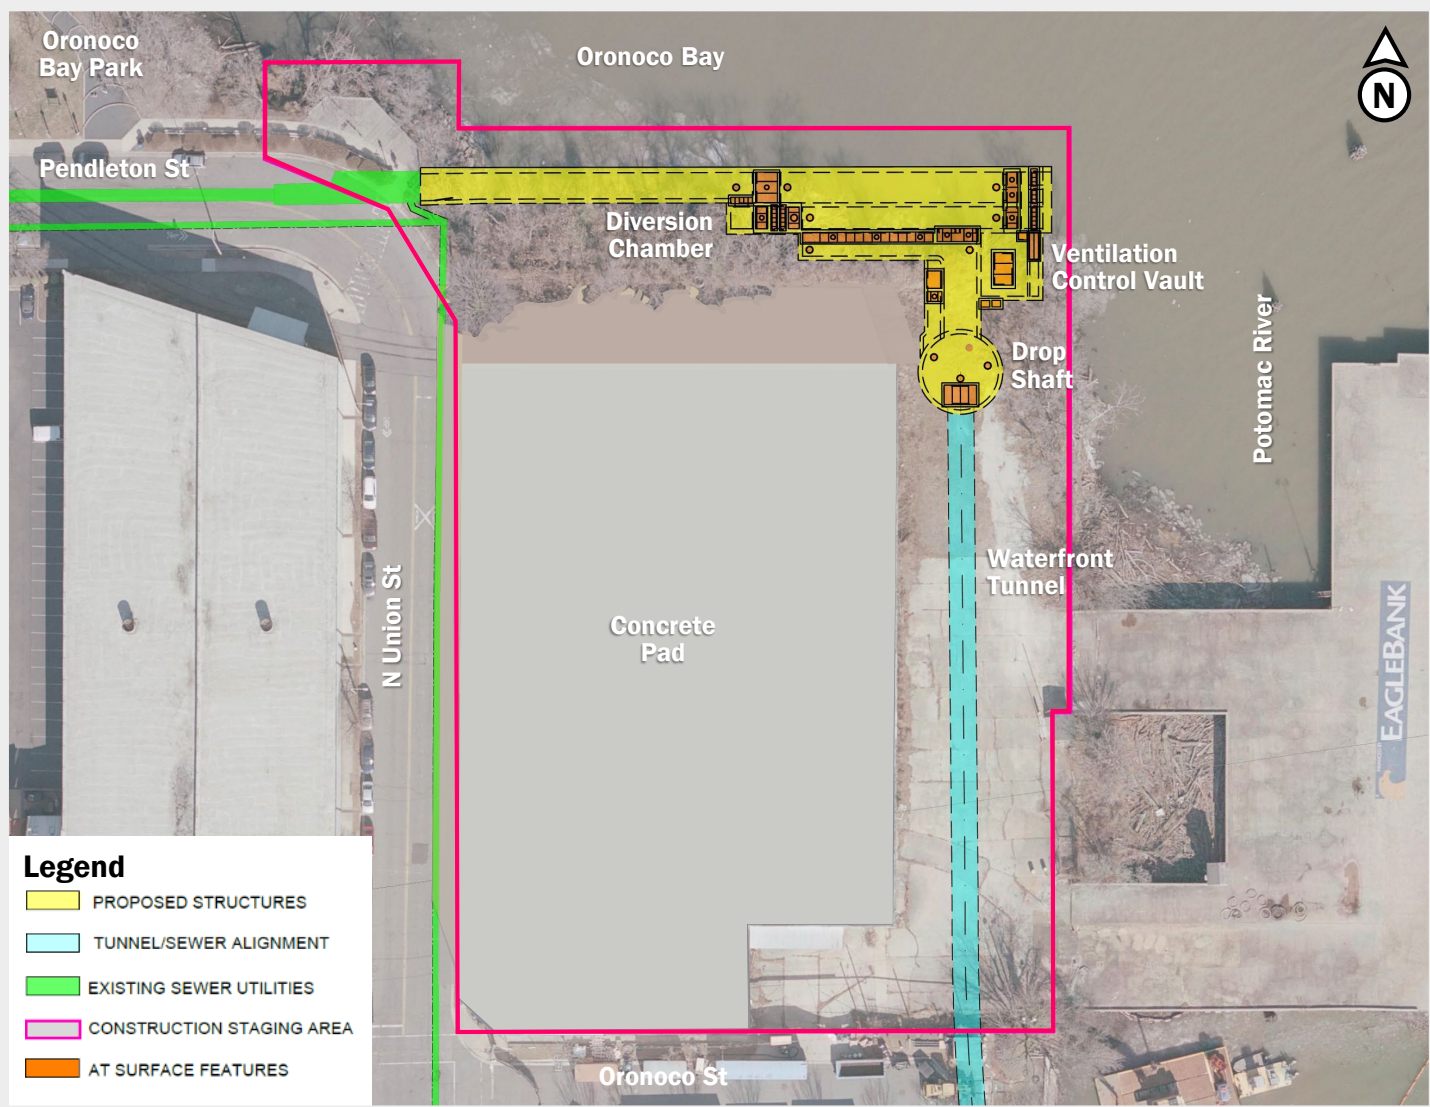 Oronoco
Bay Park
Oronoco Bay
N
Pendleton St
Diversion
Chamber
Ventilation
Control Vault
Potomac River
Drop
Shaft
Waterfront
Tunnel
N Union St
Concrete
Pad
EAGLEBANK
Legend
PROPOSED STRUCTURES
TUNNEL/SEWER ALIGNMENT
EXISTING SEWER UTILITIES
CONSTRUCTION STAGING AREA
AT SURFACE FEATURES
Oronoco St